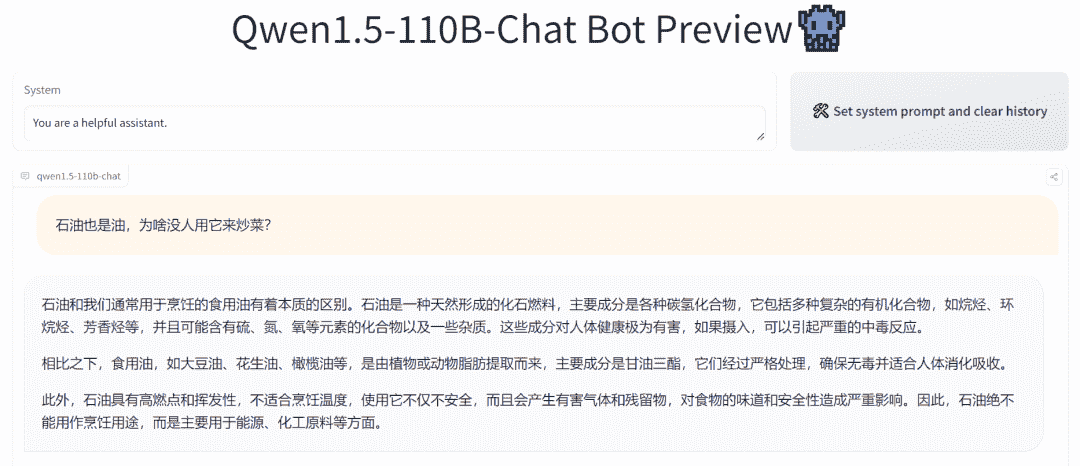 Qwen1.5-110B-Chat Bot Preview
System
You are a helpful assistant.
🛠 Set system prompt and clear history
qwen1.5-110b-chat
石油也是油，为啥没人用它来炒菜？
石油和我们通常用于烹饪的食用油有着本质的区别。石油是一种天然形成的化石燃料，主要成分是各种碳氢化合物，它包括多种复杂的有机化合物，如烷烃、环
烷烃、芳香烃等，并且可能含有硫、氮、氧等元素的化合物以及一些杂质。这些成分对人体健康极为有害，如果摄入，可以引起严重的中毒反应。
相比之下，食用油，如大豆油、花生油、橄榄油等，是由植物或动物脂肪提取而来，主要成分是甘油三酯，它们经过严格处理，确保无毒并适合人体消化吸收。
此外，石油具有高燃点和挥发性，不适合烹饪温度，使用它不仅不安全，而且会产生有害气体和残留物，对食物的味道和安全性造成严重影响。因此，石油绝不
能用作烹饪用途，而是主要用于能源、化工原料等方面。